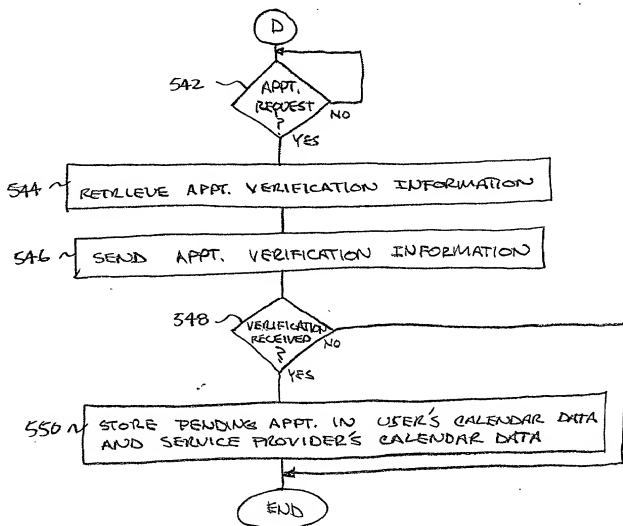 D
542
APPT.
REQUEST
?
NO
YES
544
RETRIEVE APPT. VERIFICATION INFORMATION
546
SEND APPT. VERIFICATION INFORMATION
548
VERIFICATION
RECEIVED
?
NO
YES
550
STORE PENDING APPT. IN USER'S CALENDAR DATA
AND SERVICE PROVIDER'S CALENDAR DATA
END